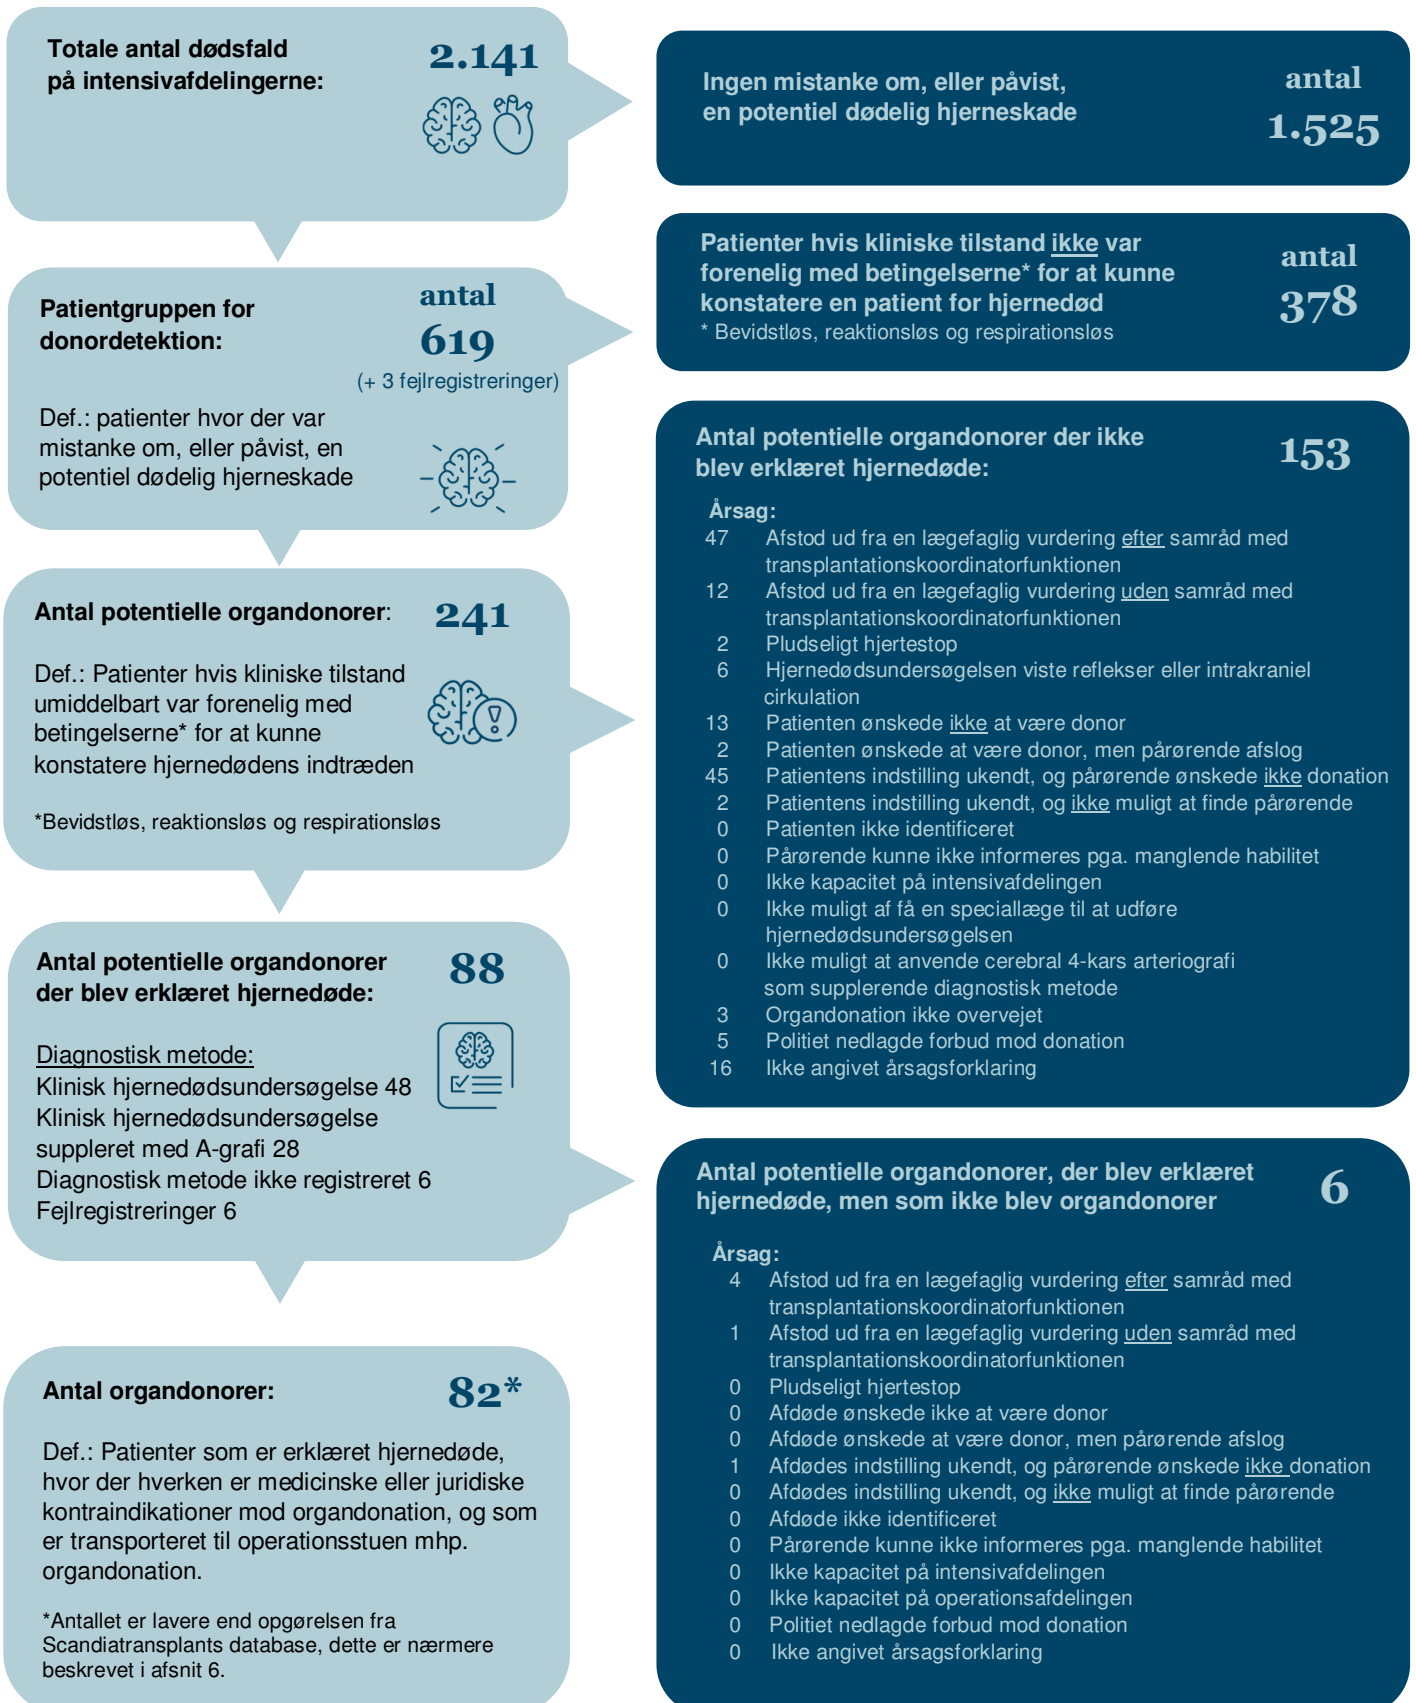 Totale antal dødsfald
på intensivafdelingerne:
2.141
Ingen mistanke om, eller påvist,
en potentiel dødelig hjerneskade
antal
1.525
Patientgruppen for
donordetektion:
antal
619
(+ 3 fejlregistreringer)
Def.: patienter hvor der var
mistanke om, eller påvist, en
potentiel dødelig hjerneskade
Patienter hvis kliniske tilstand ikke var
forenelig med betingelserne* for at kunne
konstatere en patient for hjernedød
* Bevidstløs, reaktionsløs og respirationsløs
antal
378
Antal potentielle organdonorer:
241
Def.: Patienter hvis kliniske tilstand
umiddelbart var forenelig med
betingelserne* for at kunne
konstatere hjernedødens indtræden
*Bevidstløs, reaktionsløs og respirationsløs
Antal potentielle organdonorer der ikke
blev erklæret hjernedøde:
153
Årsag:
47 Afstod ud fra en lægefaglig vurdering efter samråd med
transplantationskoordinatorfunktionen
12 Afstod ud fra en lægefaglig vurdering uden samråd med
transplantationskoordinatorfunktionen
2 Pludseligt hjertestop
6 Hjernedødsundersøgelsen viste reflekser eller intrakraniel
cirkulation
13 Patienten ønskede ikke at være donor
2 Patienten ønskede at være donor, men pårørende afslog
45 Patientens indstilling ukendt, og pårørende ønskede ikke donation
2 Patientens indstilling ukendt, og ikke muligt at finde pårørende
0 Patienten ikke identificeret
0 Pårørende kunne ikke informeres pga. manglende habilitet
0 Ikke kapacitet på intensivafdelingen
0 Ikke muligt af få en speciallæge til at udføre
hjernedødsundersøgelsen
0 Ikke muligt at anvende cerebral 4-kars arteriografi
som supplerende diagnostisk metode
3 Organdonation ikke overvejet
5 Politiet nedlagde forbud mod donation
16 Ikke angivet årsagsforklaring
Antal potentielle organdonorer
der blev erklæret hjernedøde:
88
Diagnostisk metode:
Klinisk hjernedødsundersøgelse 48
Klinisk hjernedødsundersøgelse
suppleret med A-grafi 28
Diagnostisk metode ikke registreret 6
Fejlregistreringer 6
Antal potentielle organdonorer, der blev erklæret
hjernedøde, men som ikke blev organdonorer
6
Årsag:
4 Afstod ud fra en lægefaglig vurdering efter samråd med
transplantationskoordinatorfunktionen
1 Afstod ud fra en lægefaglig vurdering uden samråd med
transplantationskoordinatorfunktionen
0 Pludseligt hjertestop
0 Afdøde ønskede ikke at være donor
0 Afdøde ønskede at være donor, men pårørende afslog
1 Afdødes indstilling ukendt, og pårørende ønskede ikke donation
0 Afdødes indstilling ukendt, og ikke muligt at finde pårørende
0 Afdøde ikke identificeret
0 Pårørende kunne ikke informeres pga. manglende habilitet
0 Ikke kapacitet på intensivafdelingen
0 Ikke kapacitet på operationsafdelingen
0 Politiet nedlagde forbud mod donation
0 Ikke angivet årsagsforklaring
Antal organdonorer:
82*
Def.: Patienter som er erklæret hjernedøde,
hvor der hverken er medicinske eller juridiske
kontraindikationer mod organdonation, og som
er transporteret til operationsstuen mhp.
organdonation.
*Antallet er lavere end opgørelsen fra
Scandiatransplants database, dette er nærmere
beskrevet i afsnit 6.